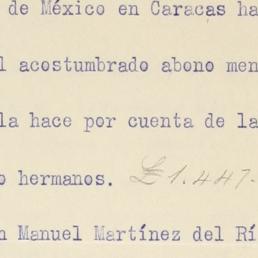 de México en Caracas ha
l acostumbrado abono men
la hace por cuenta de la
o hermanos. £1.447.
n Manuel Martínez del Rí